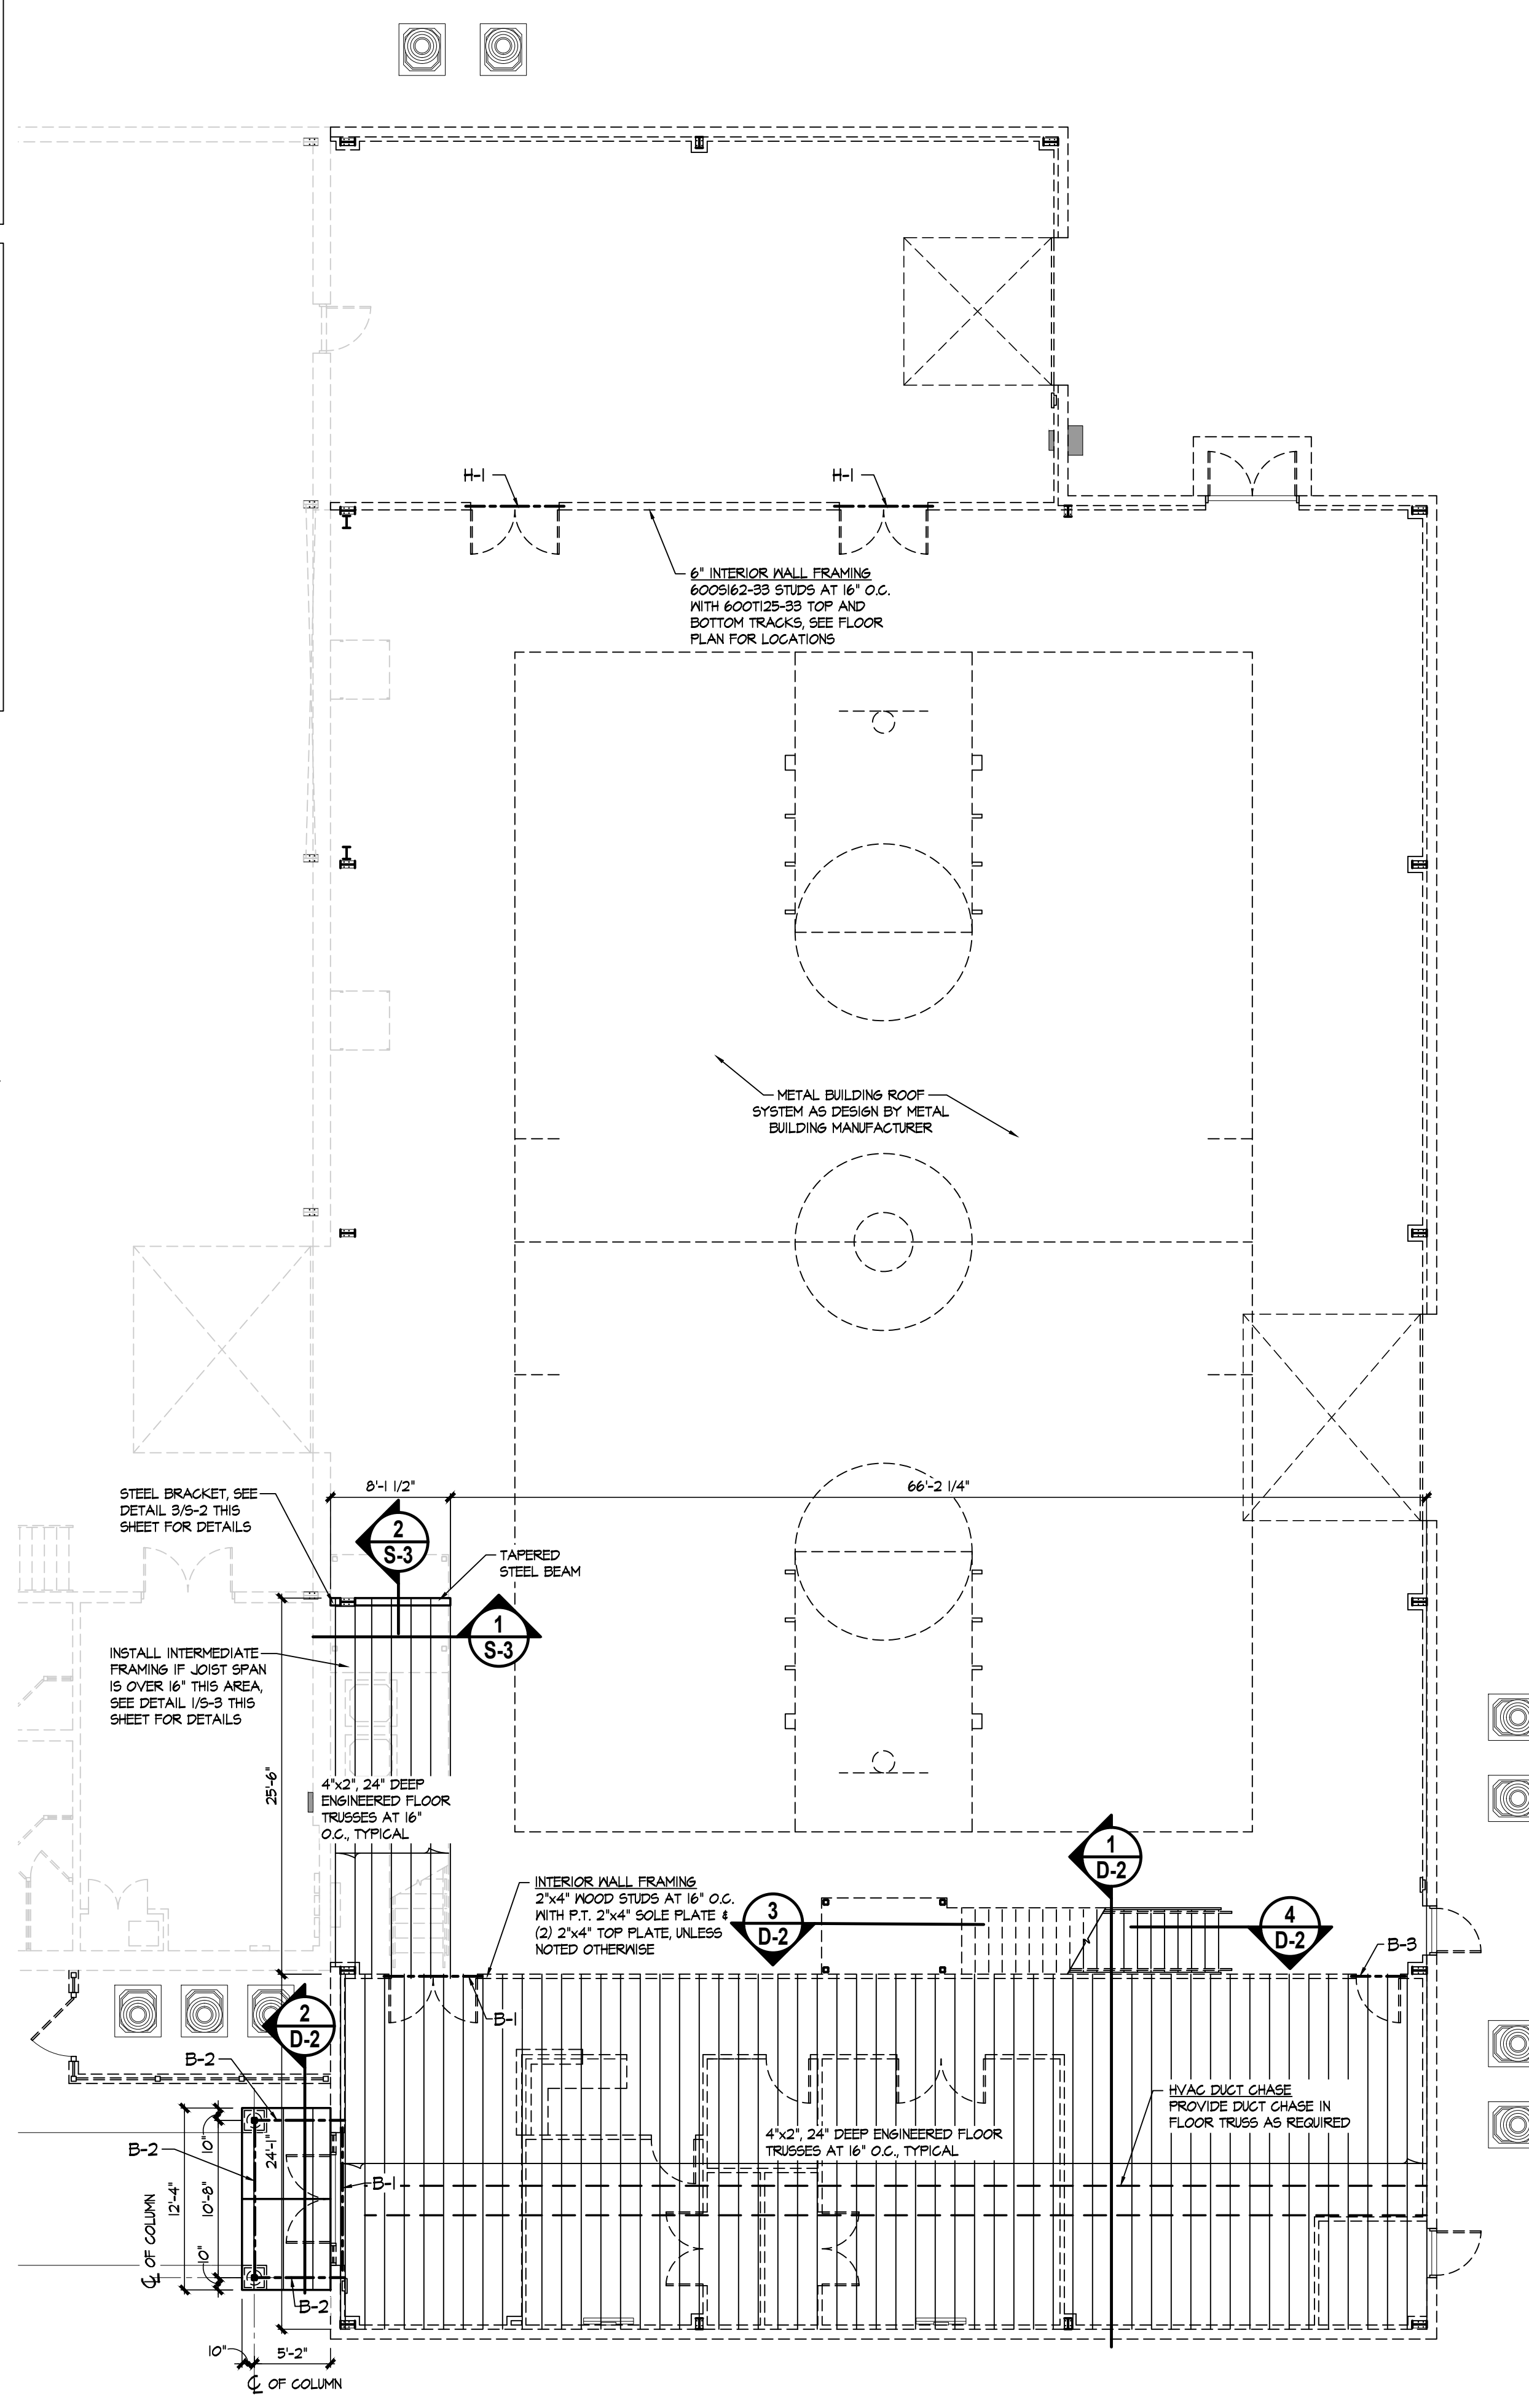 H-1
H-1
6" INTERIOR WALL FRAMING
600S162-33 STUDS AT 16" O.C.
WITH 600T125-33 TOP AND
BOTTOM TRACKS, SEE FLOOR
PLAN FOR LOCATIONS
METAL BUILDING ROOF
SYSTEM AS DESIGN BY METAL
BUILDING MANUFACTURER
8'-1 1/2"
66'-2 1/4"
STEEL BRACKET, SEE
DETAIL 3/S-2 THIS
SHEET FOR DETAILS
2
S-3
TAPERED
STEEL BEAM
1
S-3
INSTALL INTERMEDIATE
FRAMING IF JOIST SPAN
IS OVER 16" THIS AREA,
SEE DETAIL 1/S-3 THIS
SHEET FOR DETAILS
25'-6"
4"x2", 24" DEEP
ENGINEERED FLOOR
TRUSSES AT 16"
O.C., TYPICAL
1
D-2
INTERIOR WALL FRAMING
2"x4" WOOD STUDS AT 16" O.C.
WITH P.T. 2"x4" SOLE PLATE &
(2) 2"x4" TOP PLATE, UNLESS
NOTED OTHERWISE
3
D-2
4
D-2
B-3
B-1
2
D-2
B-2
HVAC DUCT CHASE
PROVIDE DUCT CHASE IN
FLOOR TRUSS AS REQUIRED
4"x2", 24" DEEP ENGINEERED FLOOR
TRUSSES AT 16" O.C., TYPICAL
B-2
10"
24'-1"
B-1
12'-4"
10'-8"
℄ OF COLUMN
10"
B-2
10"
5'-2"
℄ OF COLUMN